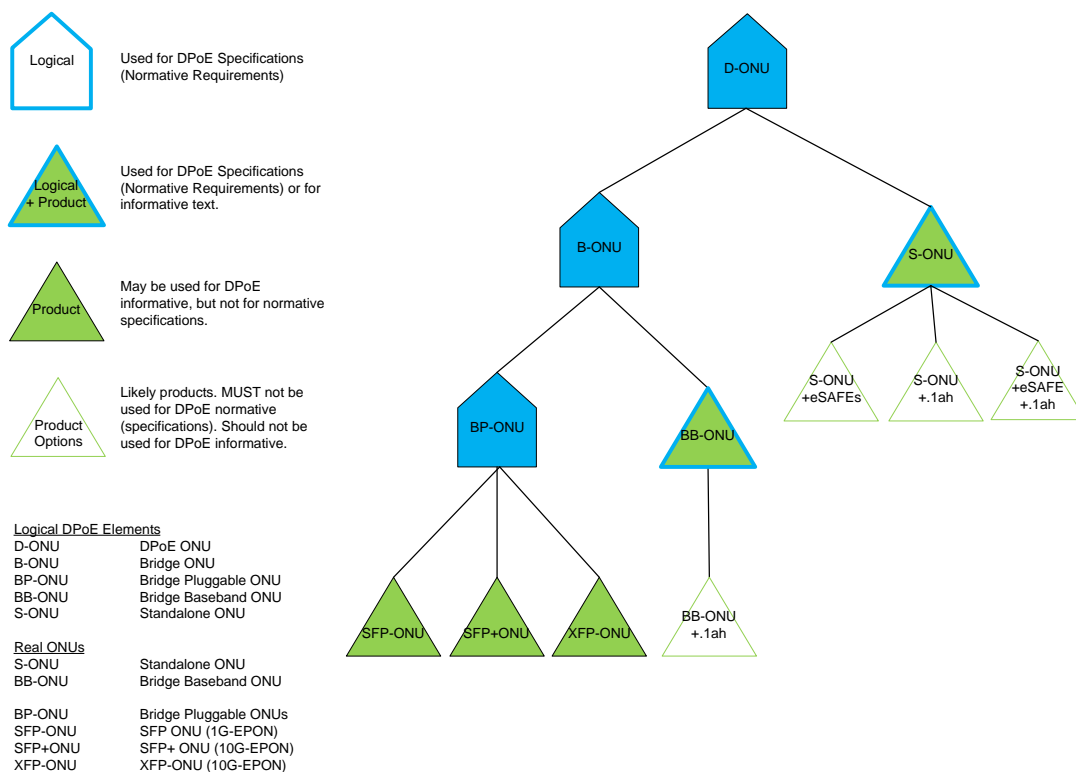 Logical
Used for DPoE Specifications
(Normative Requirements)
Logical
+ Product
Used for DPoE Specifications
(Normative Requirements) or for
informative text.
Product
May be used for DPoE
informative, but not for normative
specifications.
Product
Options
Likely products. MUST not be
used for DPoE normative
(specifications). Should not be
used for DPoE informative.
D-ONU
B-ONU
S-ONU
S-ONU
+eSAFEs
S-ONU
+.1ah
S-ONU
+eSAFE
+.1ah
BP-ONU
BB-ONU
SFP-ONU
SFP+ONU
XFP-ONU
BB-ONU
+.1ah
Logical DPoE Elements
D-ONU DPoE ONU
B-ONU Bridge ONU
BP-ONU Bridge Pluggable ONU
BB-ONU Bridge Baseband ONU
S-ONU Standalone ONU
Real ONUs
S-ONU Standalone ONU
BB-ONU Bridge Baseband ONU
BP-ONU Bridge Pluggable ONUs
SFP-ONU SFP ONU (1G-EPON)
SFP+ONU SFP+ ONU (10G-EPON)
XFP-ONU XFP-ONU (10G-EPON)